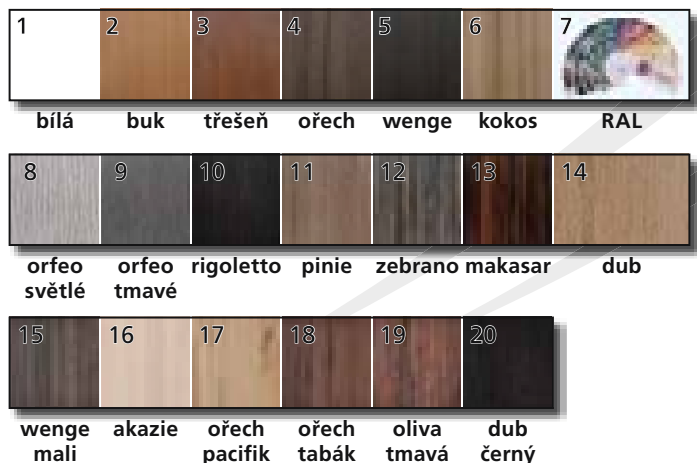 1 2 3 4 5 6 7
bílá buk třešeň ořech wenge kokos RAL
8 9 10 11 12 13 14
orfeo orfeo rigoletto pinie zebrano makasar dub
světlé tmavé
15 16 17 18 19 20
wenge akazie ořech ořech oliva dub
mali pacifik tabák tmavá černý